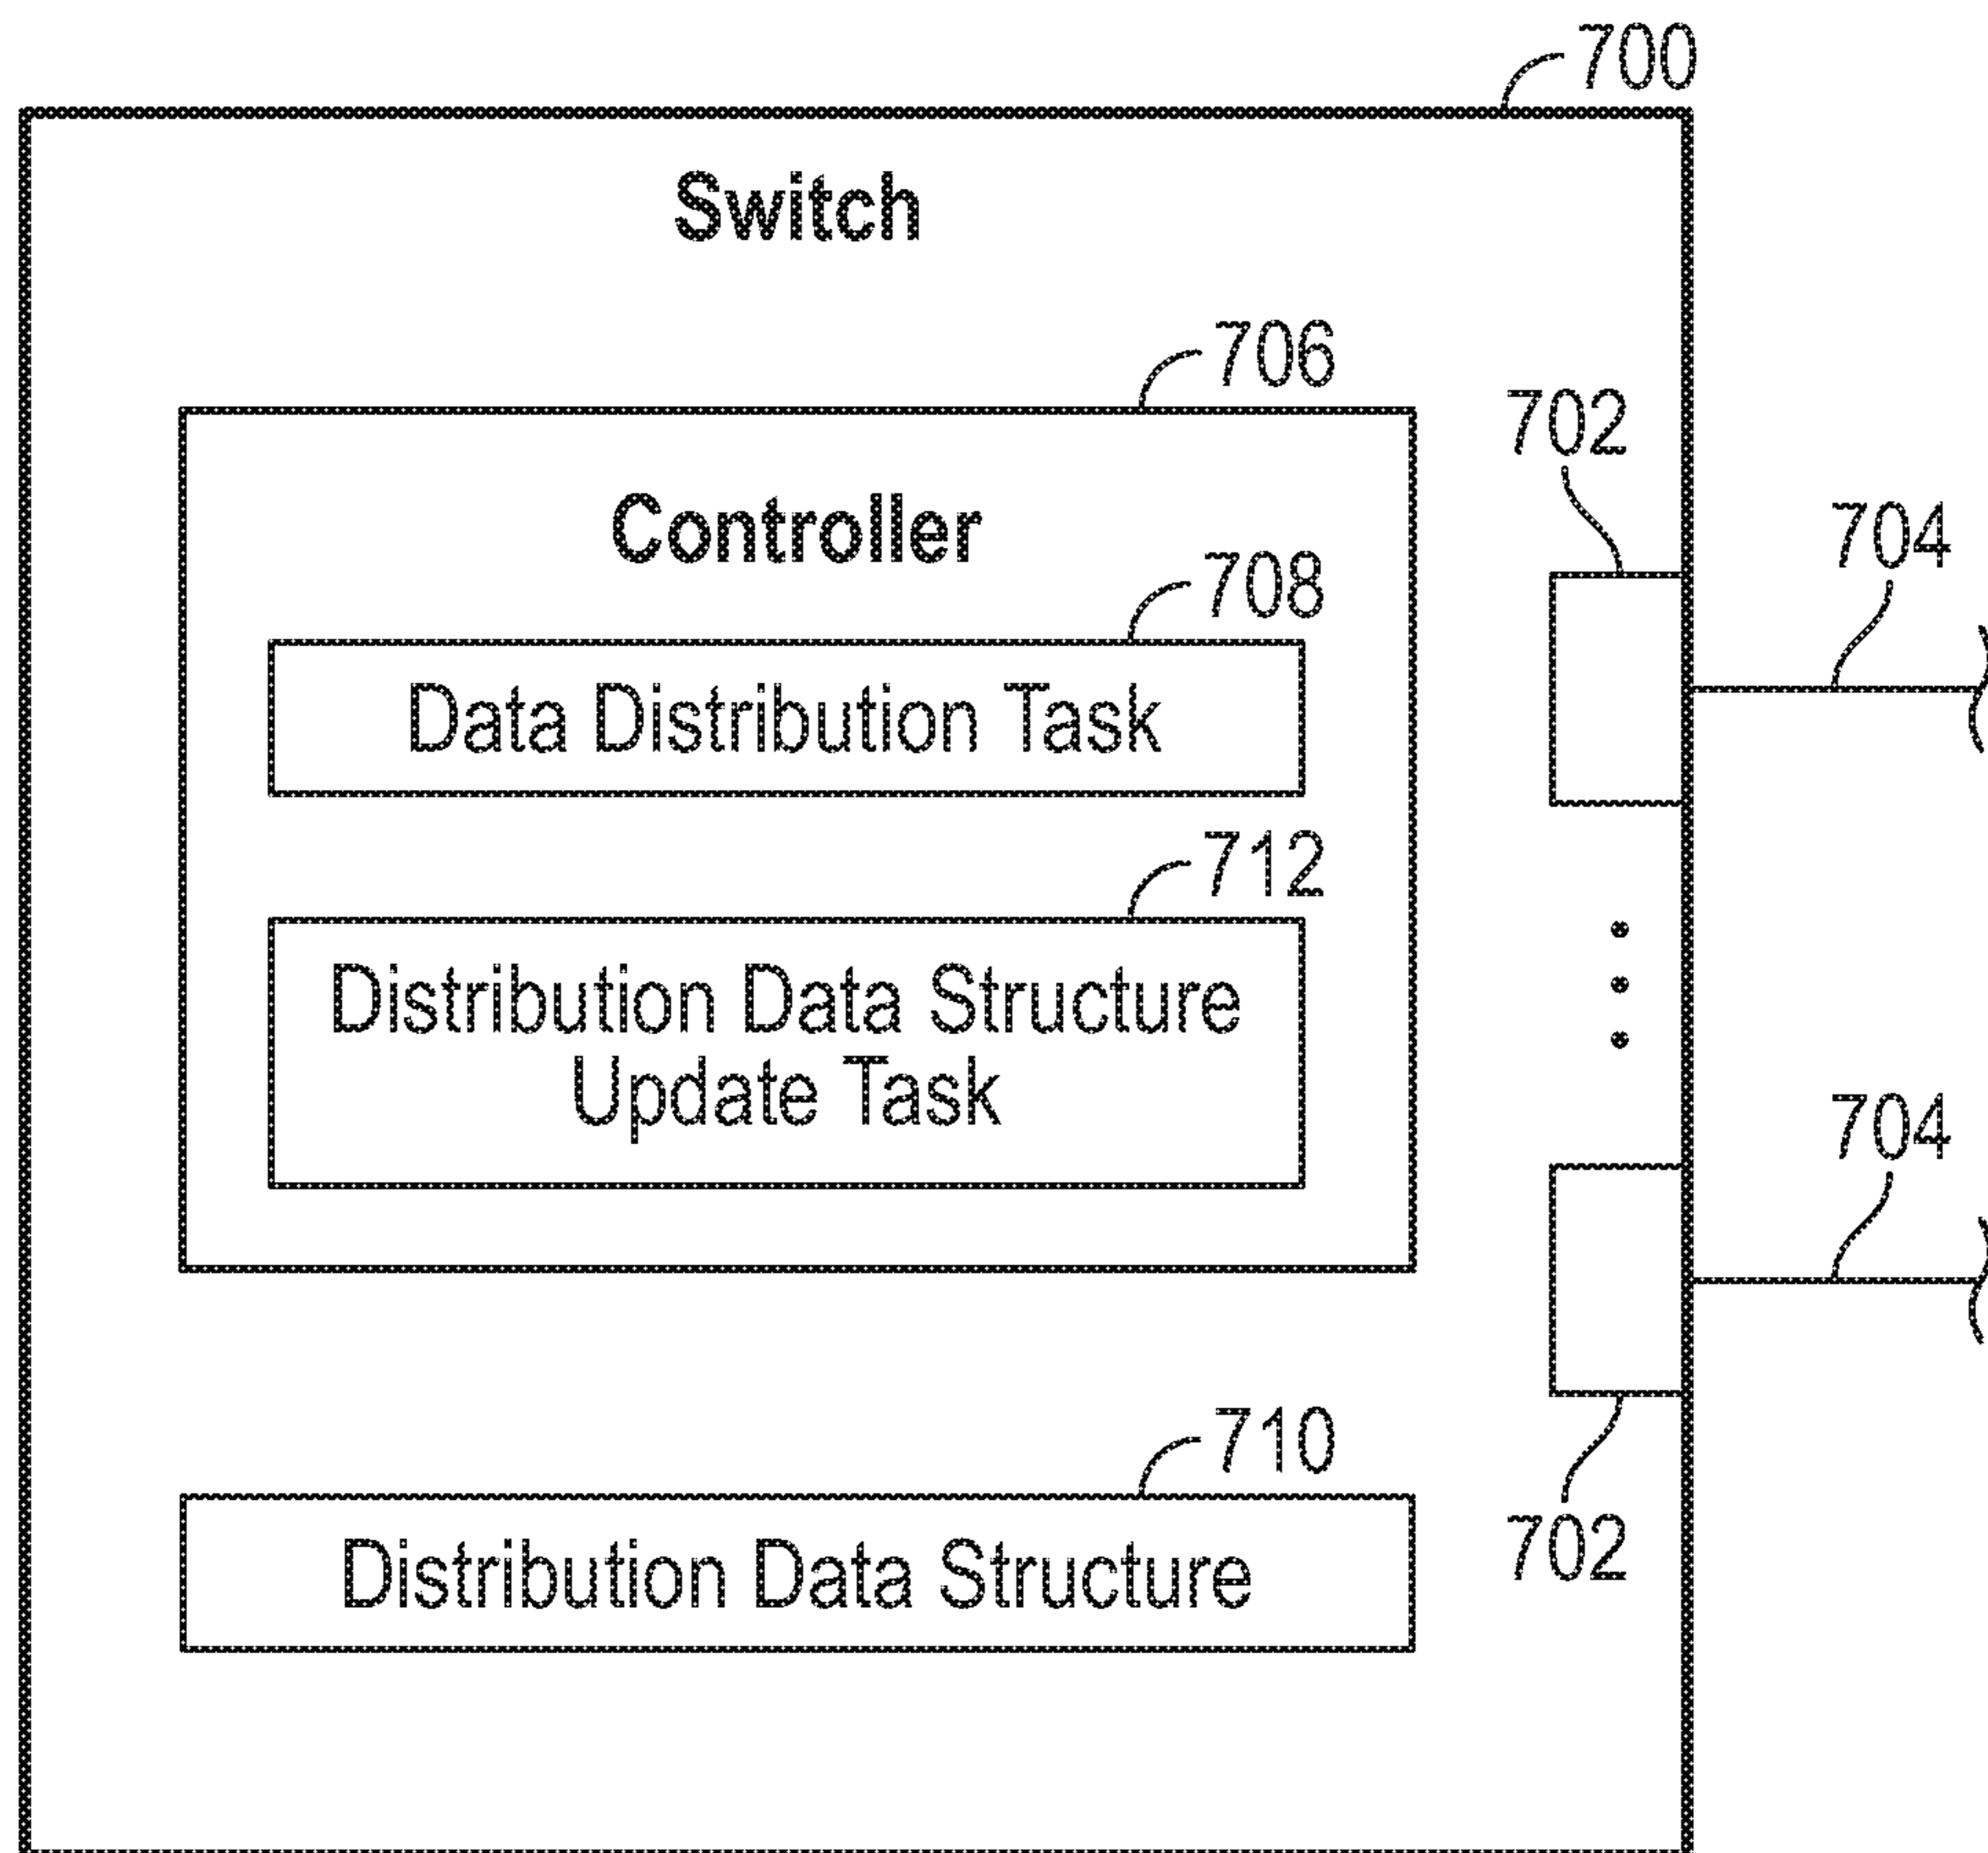 700
Switch
706
702
Controller
704
708
Data Distribution Task
712
Distribution Data Structure
Update Task
704
710
702
Distribution Data Structure